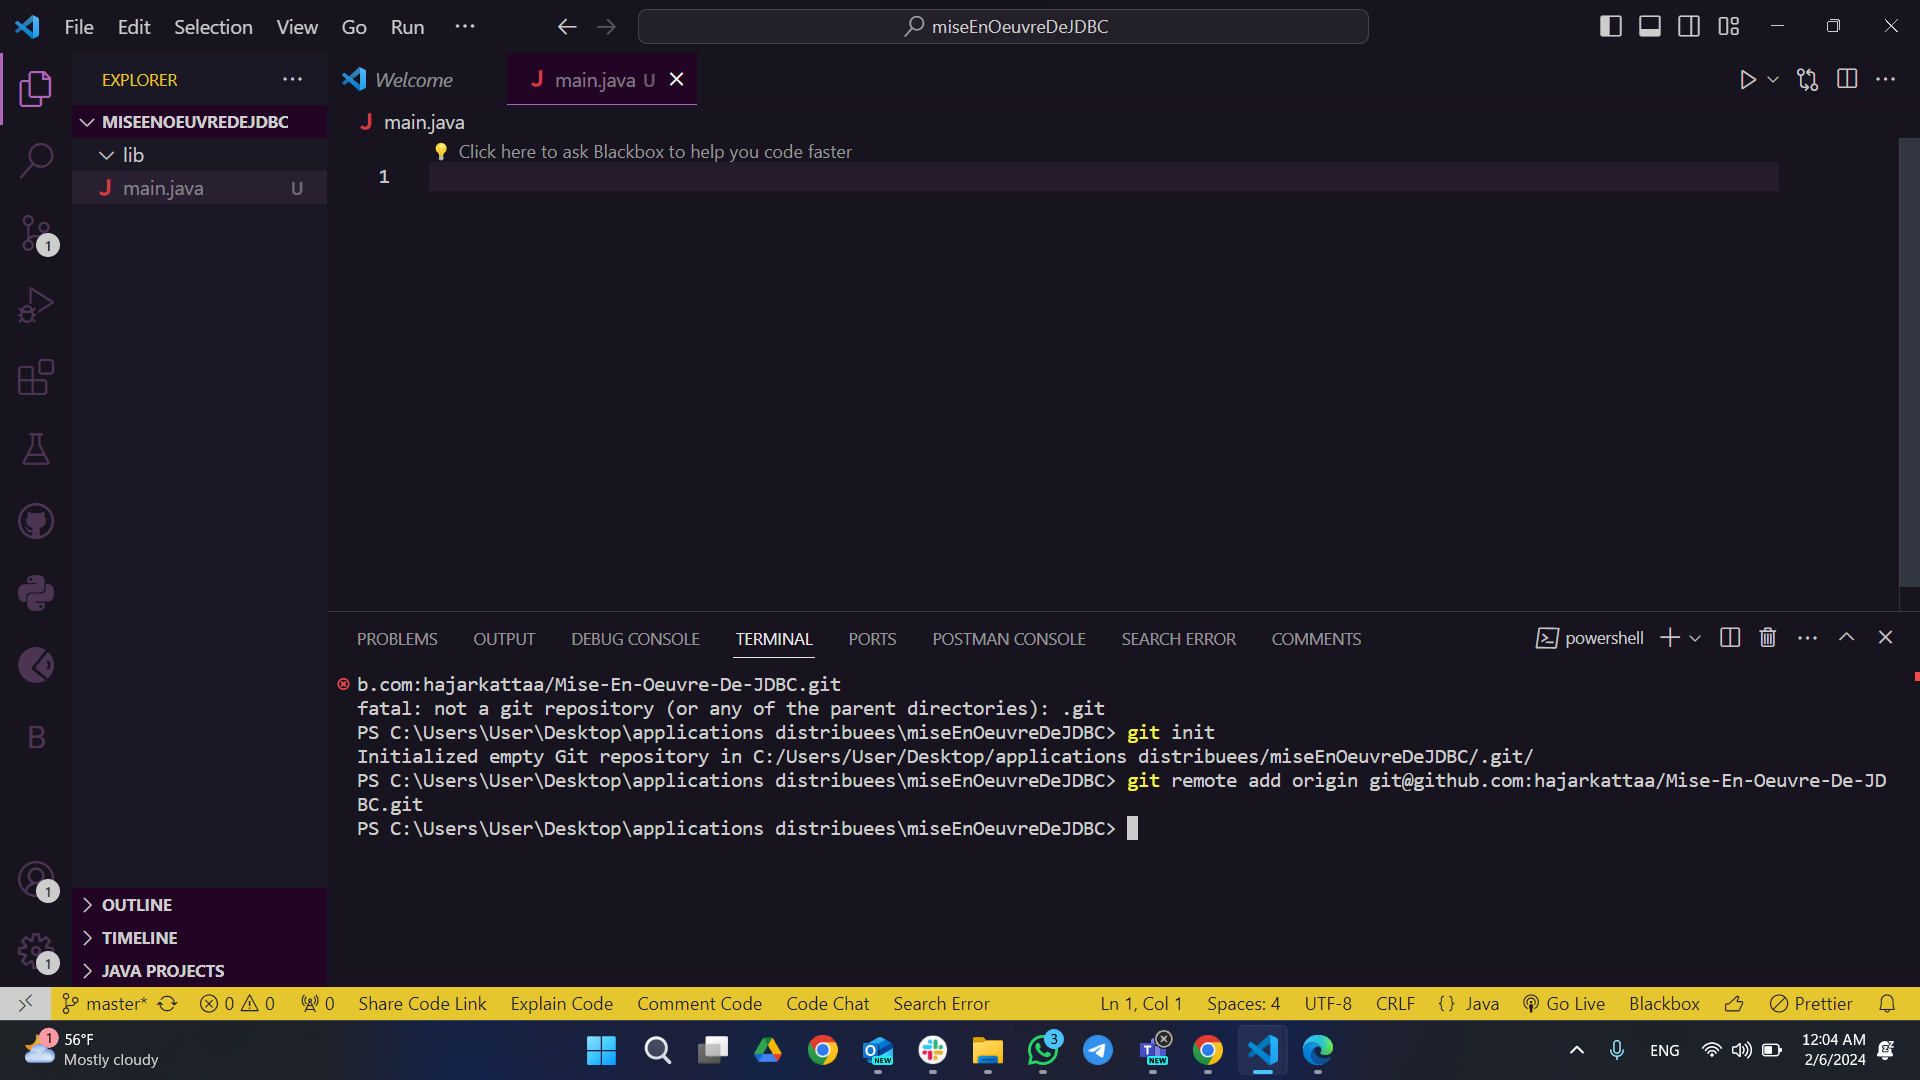 File Edit Selection View Go Run ··· miseEnOeuvreDeJDBC
EXPLORER ···
MISEENOEUVREDEJDBC
lib
J main.java U
OUTLINE
TIMELINE
JAVA PROJECTS
Welcome
J main.java U
J main.java
Click here to ask Blackbox to help you code faster
1
PROBLEMS OUTPUT DEBUG CONSOLE TERMINAL PORTS POSTMAN CONSOLE SEARCH ERROR COMMENTS powershell
b.com:hajarkattaa/Mise-En-Oeuvre-De-JDBC.git
fatal: not a git repository (or any of the parent directories): .git
PS C:\Users\User\Desktop\applications distribuees\miseEnOeuvreDeJDBC> git init
Initialized empty Git repository in C:/Users/User/Desktop/applications distribuees/miseEnOeuvreDeJDBC/.git/
PS C:\Users\User\Desktop\applications distribuees\miseEnOeuvreDeJDBC> git remote add origin git@github.com:hajarkattaa/Mise-En-Oeuvre-De-JD
BC.git
PS C:\Users\User\Desktop\applications distribuees\miseEnOeuvreDeJDBC>
1
B
1
1
master* 0 0 0 Share Code Link Explain Code Comment Code Code Chat Search Error Ln 1, Col 1 Spaces: 4 UTF-8 CRLF {} Java Go Live Blackbox Prettier
1 56°F
Mostly cloudy
NEW
3
NEW
ENG
12:04 AM
2/6/2024